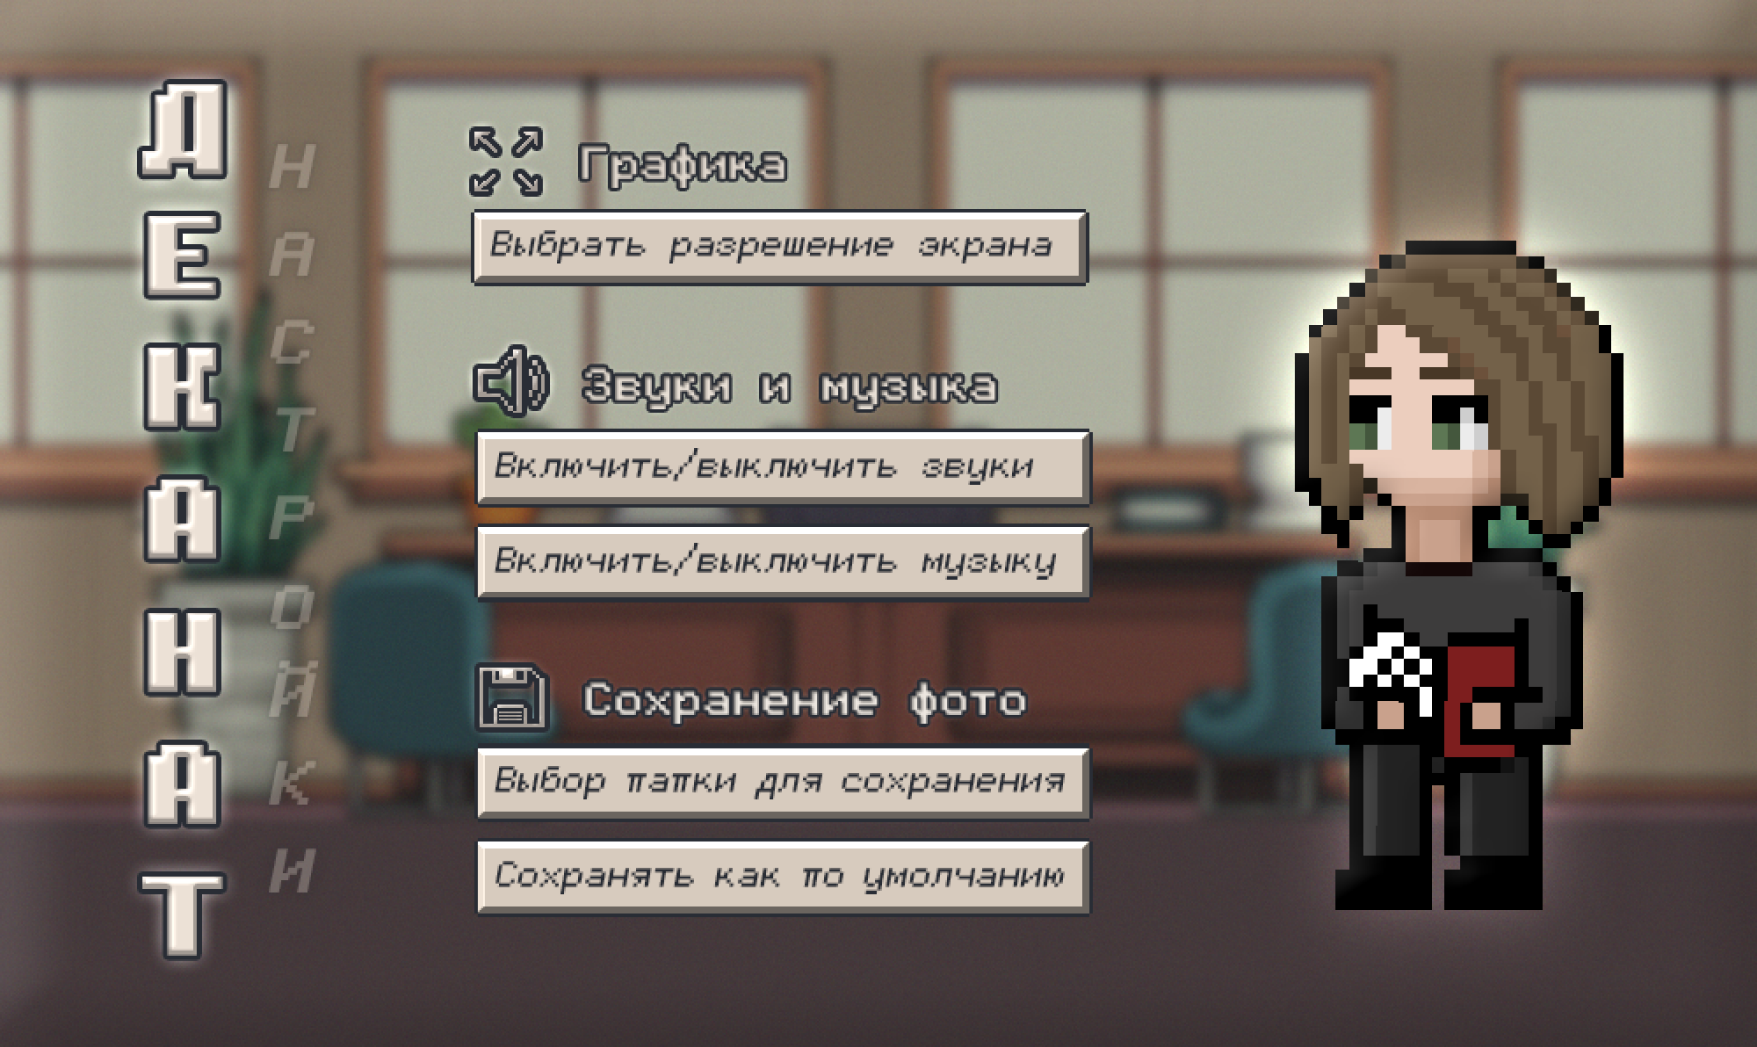 ДЕКАНАТ
НАСТРОЙКИ
Графика
Выбрать разрешение экрана
Звуки и музыка
Включить/выключить звуки
Включить/выключить музыку
Сохранение фото
Выбор папки для сохранения
Сохранять как по умолчанию